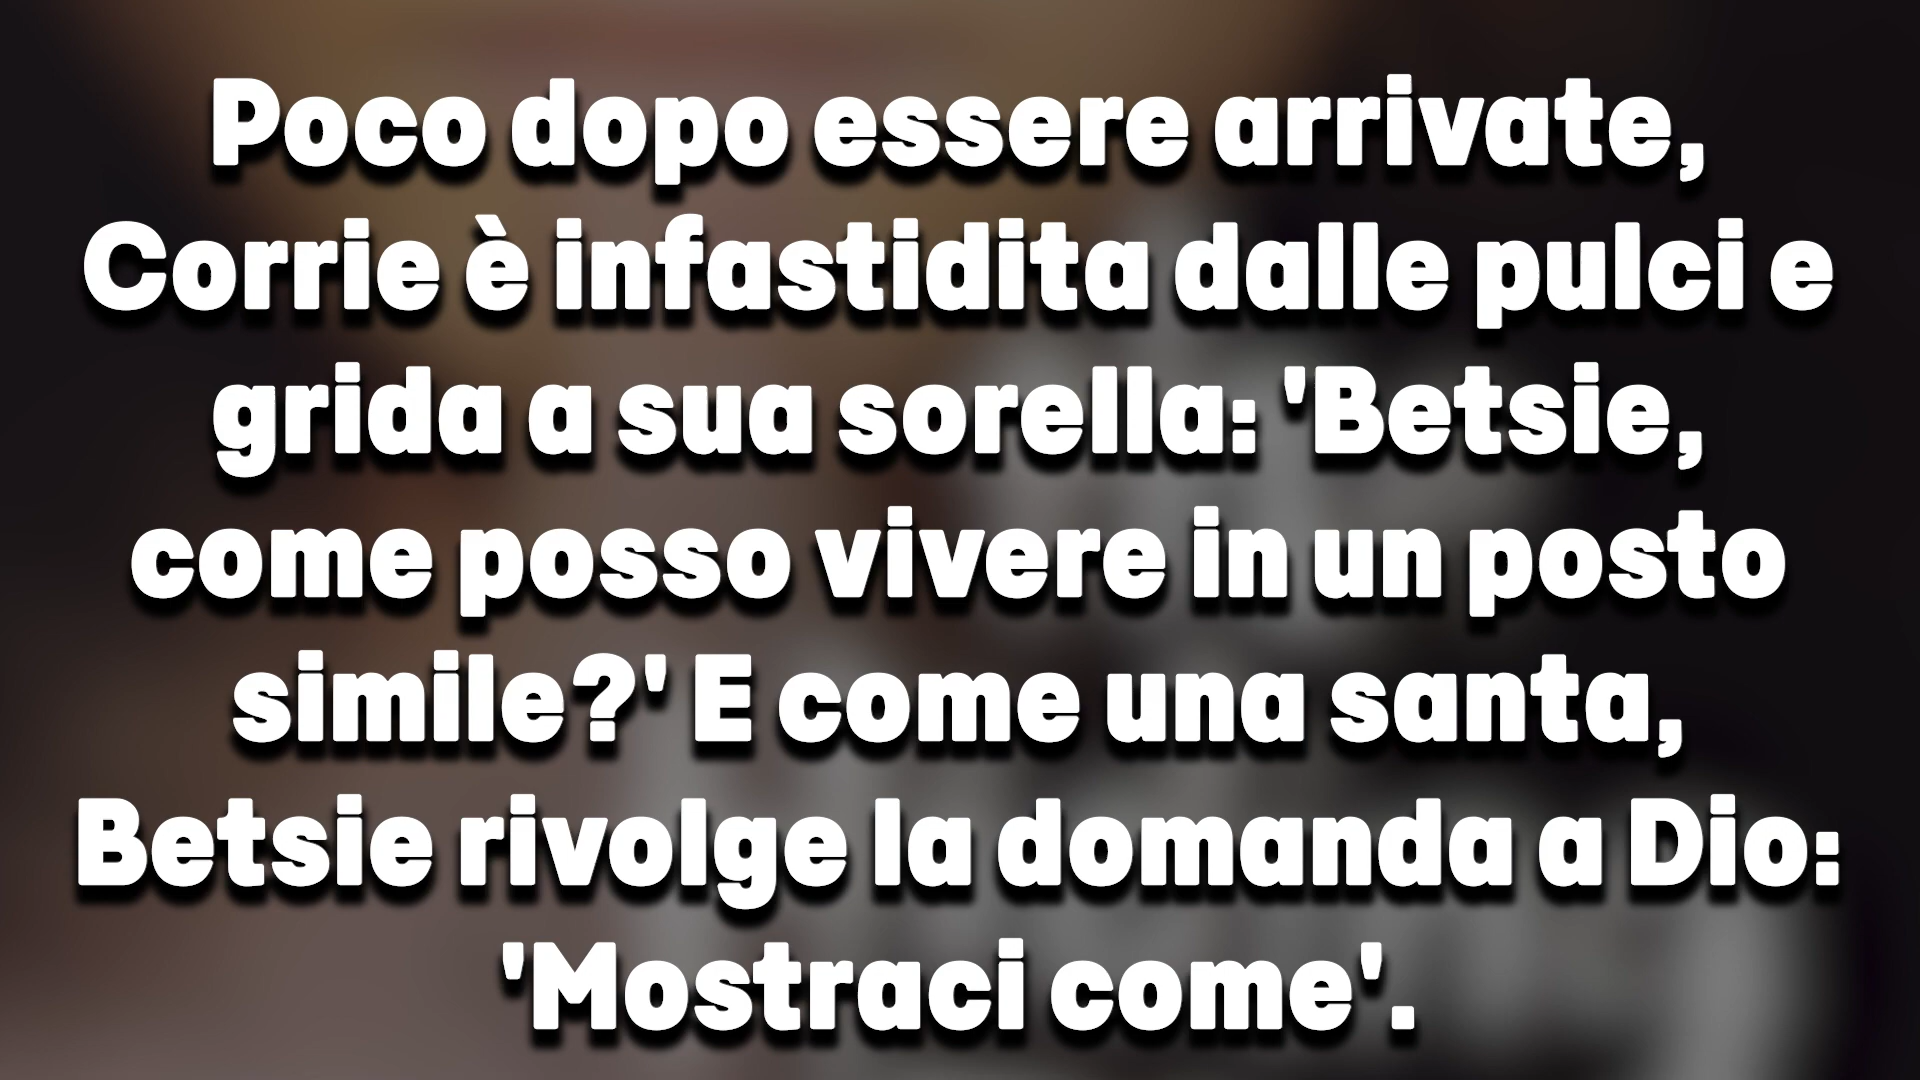 Poco dopo essere arrivate,
Corrie è infastidita dalle pulci e
grida a sua sorella: 'Betsie,
come posso vivere in un posto
simile?' E come una santa,
Betsie rivolge la domanda a Dio:
'Mostraci come'.